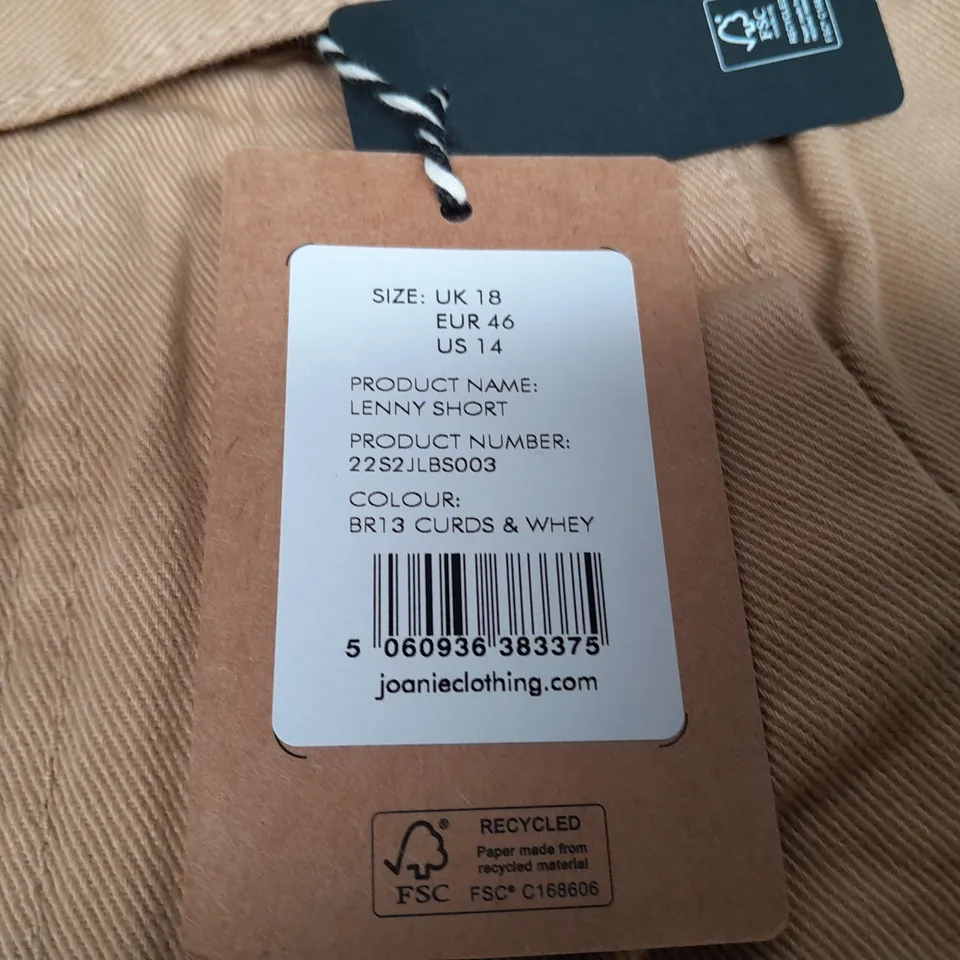 FSC
SIZE: UK 18
EUR 46
US 14
PRODUCT NAME:
LENNY SHORT
PRODUCT NUMBER:
22S2JLBS003
COLOUR:
BR13 CURDS & WHEY
5 060936 383375
joanieclothing.com
RECYCLED
Paper made from
recycled material
FSC® C168606
®
FSC